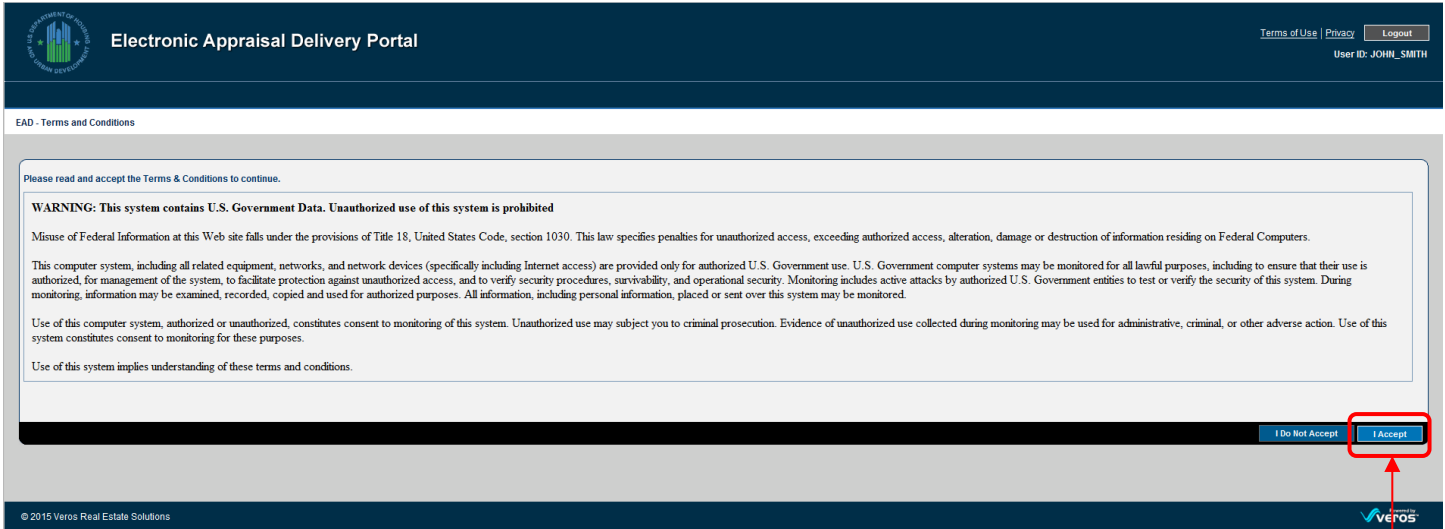 U.S. DEPARTMENT OF HOUSING AND URBAN DEVELOPMENT
Electronic Appraisal Delivery Portal
Terms of Use | Privacy Logout
User ID: JOHN_SMITH
EAD - Terms and Conditions
Please read and accept the Terms & Conditions to continue.
WARNING: This system contains U.S. Government Data. Unauthorized use of this system is prohibited
Misuse of Federal Information at this Web site falls under the provisions of Title 18, United States Code, section 1030. This law specifies penalties for unauthorized access, exceeding authorized access, alteration, damage or destruction of information residing on Federal Computers.
This computer system, including all related equipment, networks, and network devices (specifically including Internet access) are provided only for authorized U.S. Government use. U.S. Government computer systems may be monitored for all lawful purposes, including to ensure that their use is
authorized, for management of the system, to facilitate protection against unauthorized access, and to verify security procedures, survivability, and operational security. Monitoring includes active attacks by authorized U.S. Government entities to test or verify the security of this system. During
monitoring, information may be examined, recorded, copied and used for authorized purposes. All information, including personal information, placed or sent over this system may be monitored.
Use of this computer system, authorized or unauthorized, constitutes consent to monitoring of this system. Unauthorized use may subject you to criminal prosecution. Evidence of unauthorized use collected during monitoring may be used for administrative, criminal, or other adverse action. Use of this
system constitutes consent to monitoring for these purposes.
Use of this system implies understanding of these terms and conditions.
I Do Not Accept I Accept
© 2015 Veros Real Estate Solutions
Powered by
veros